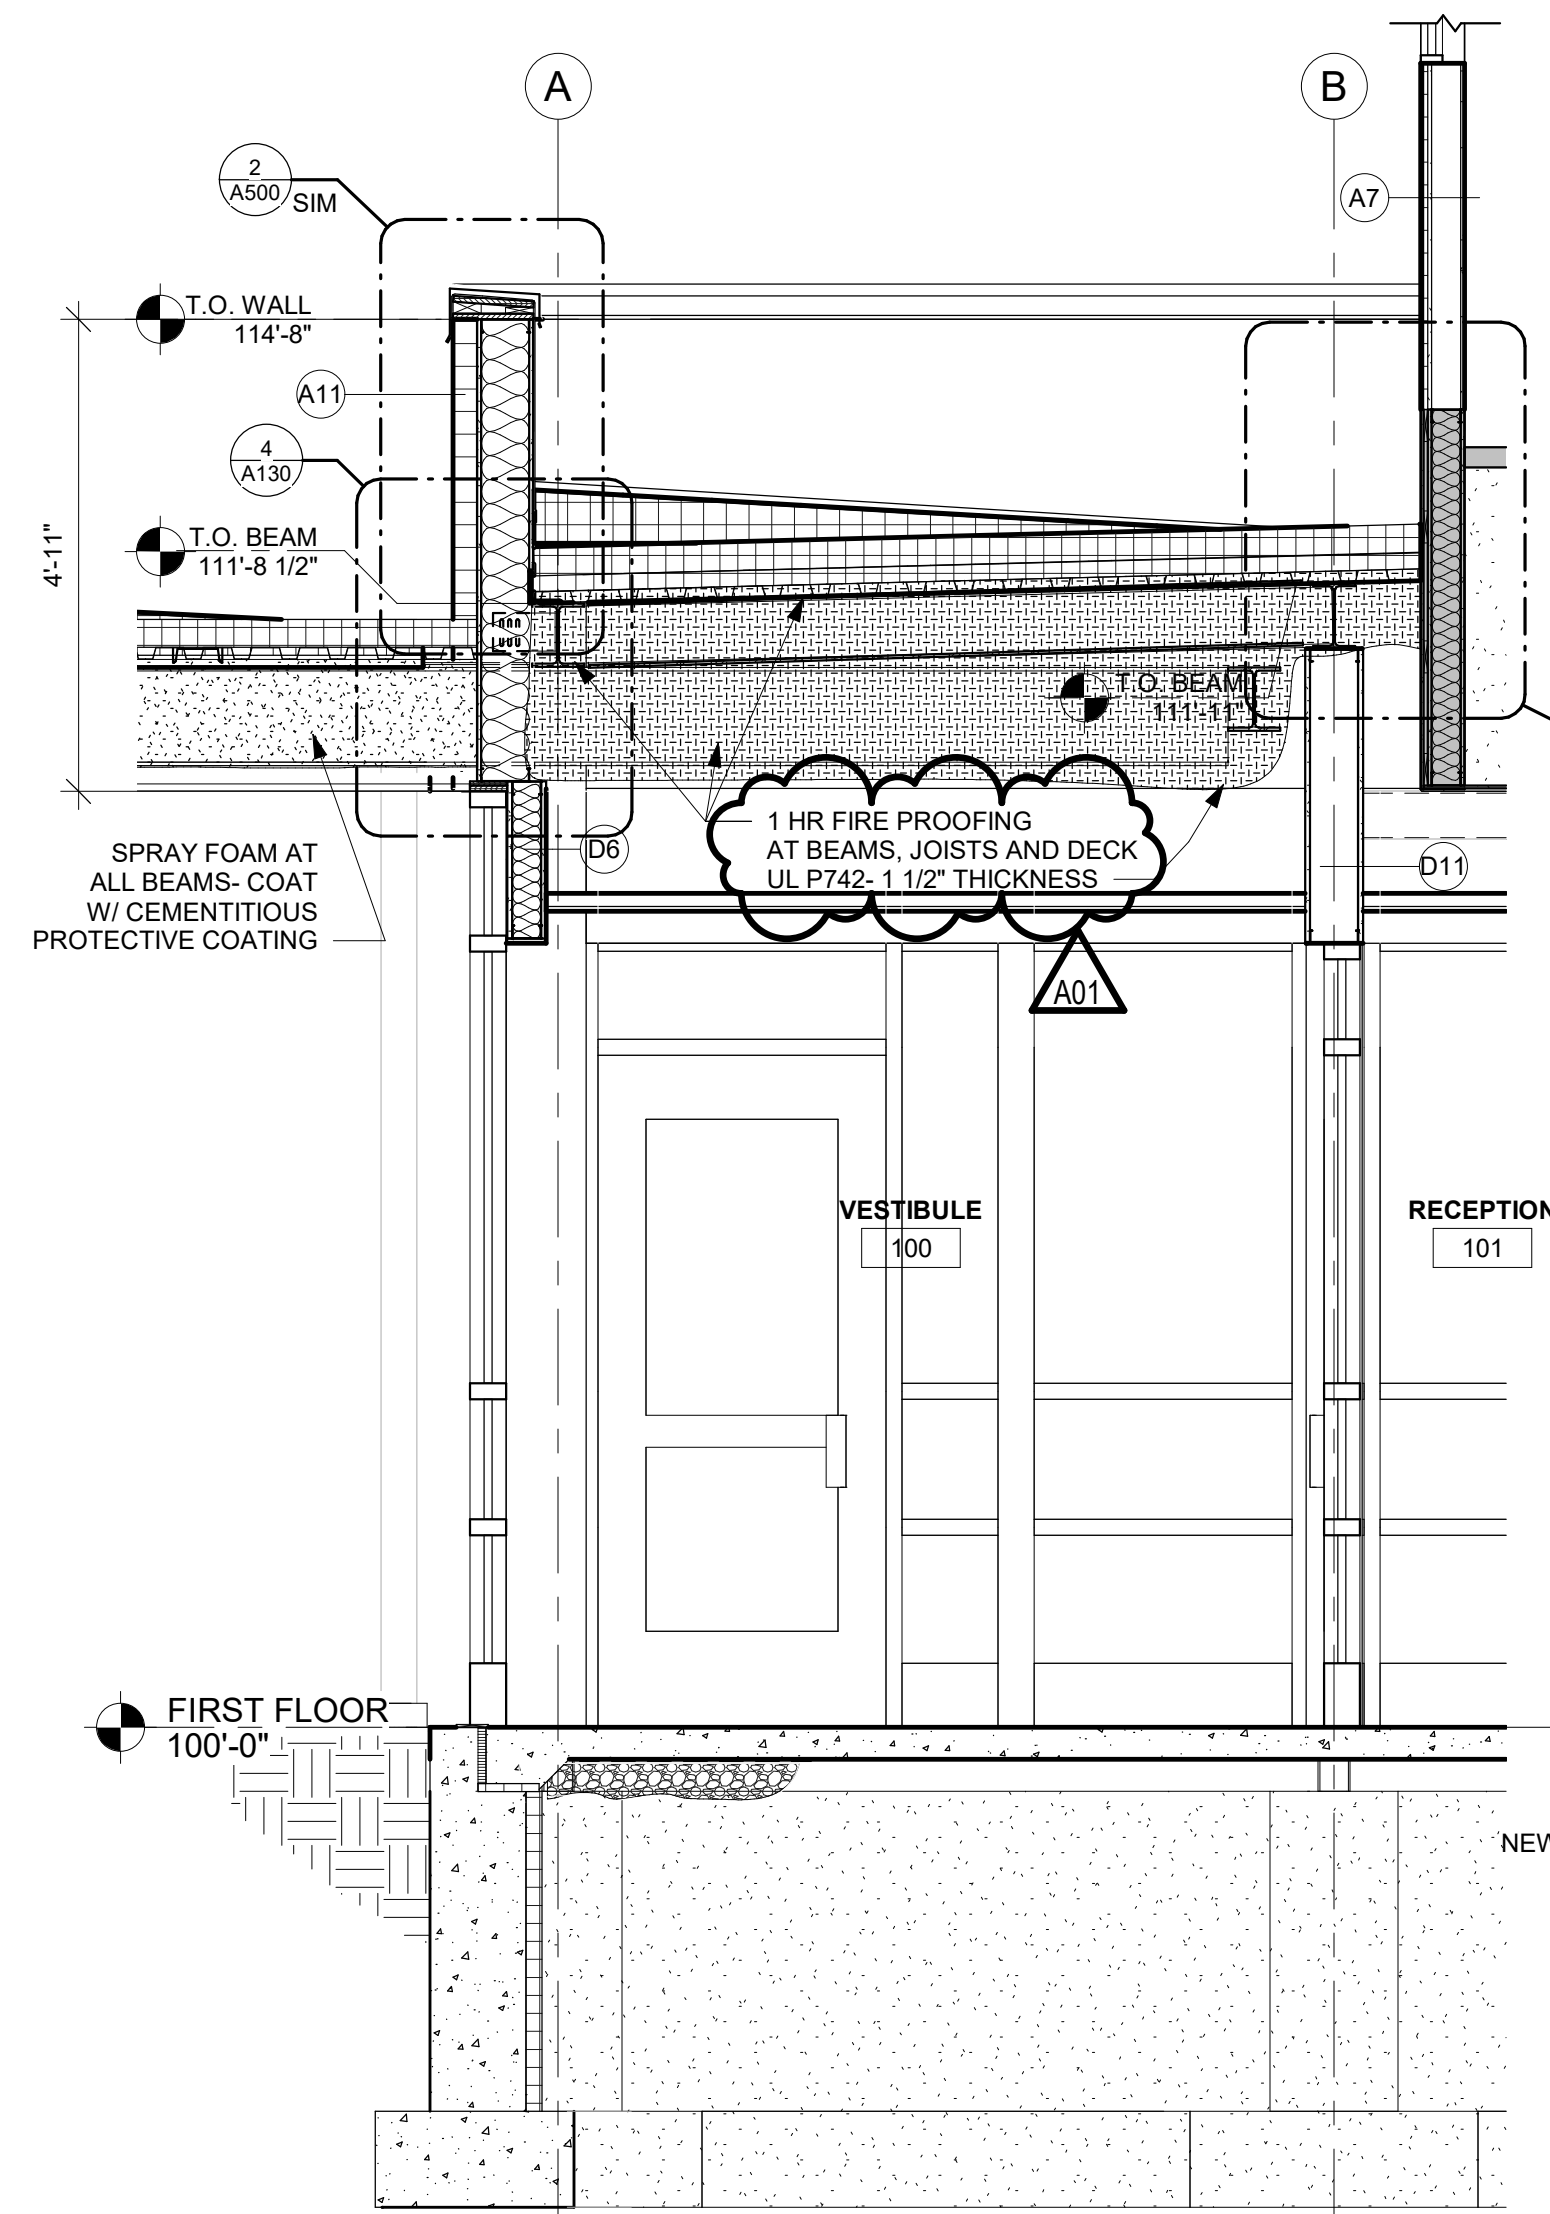 A
B
2
A500
SIM
A7
T.O. WALL
114'-8"
A11
4
A130
T.O. BEAM
111'-8 1/2"
4'-11"
T.O. BEAM
111'-11"
1 HR FIRE PROOFING
AT BEAMS, JOISTS AND DECK
UL P742- 1 1/2" THICKNESS
D6
D11
SPRAY FOAM AT
ALL BEAMS- COAT
W/ CEMENTITIOUS
PROTECTIVE COATING
A01
VESTIBULE
100
RECEPTION
101
FIRST FLOOR
100'-0"
NEW